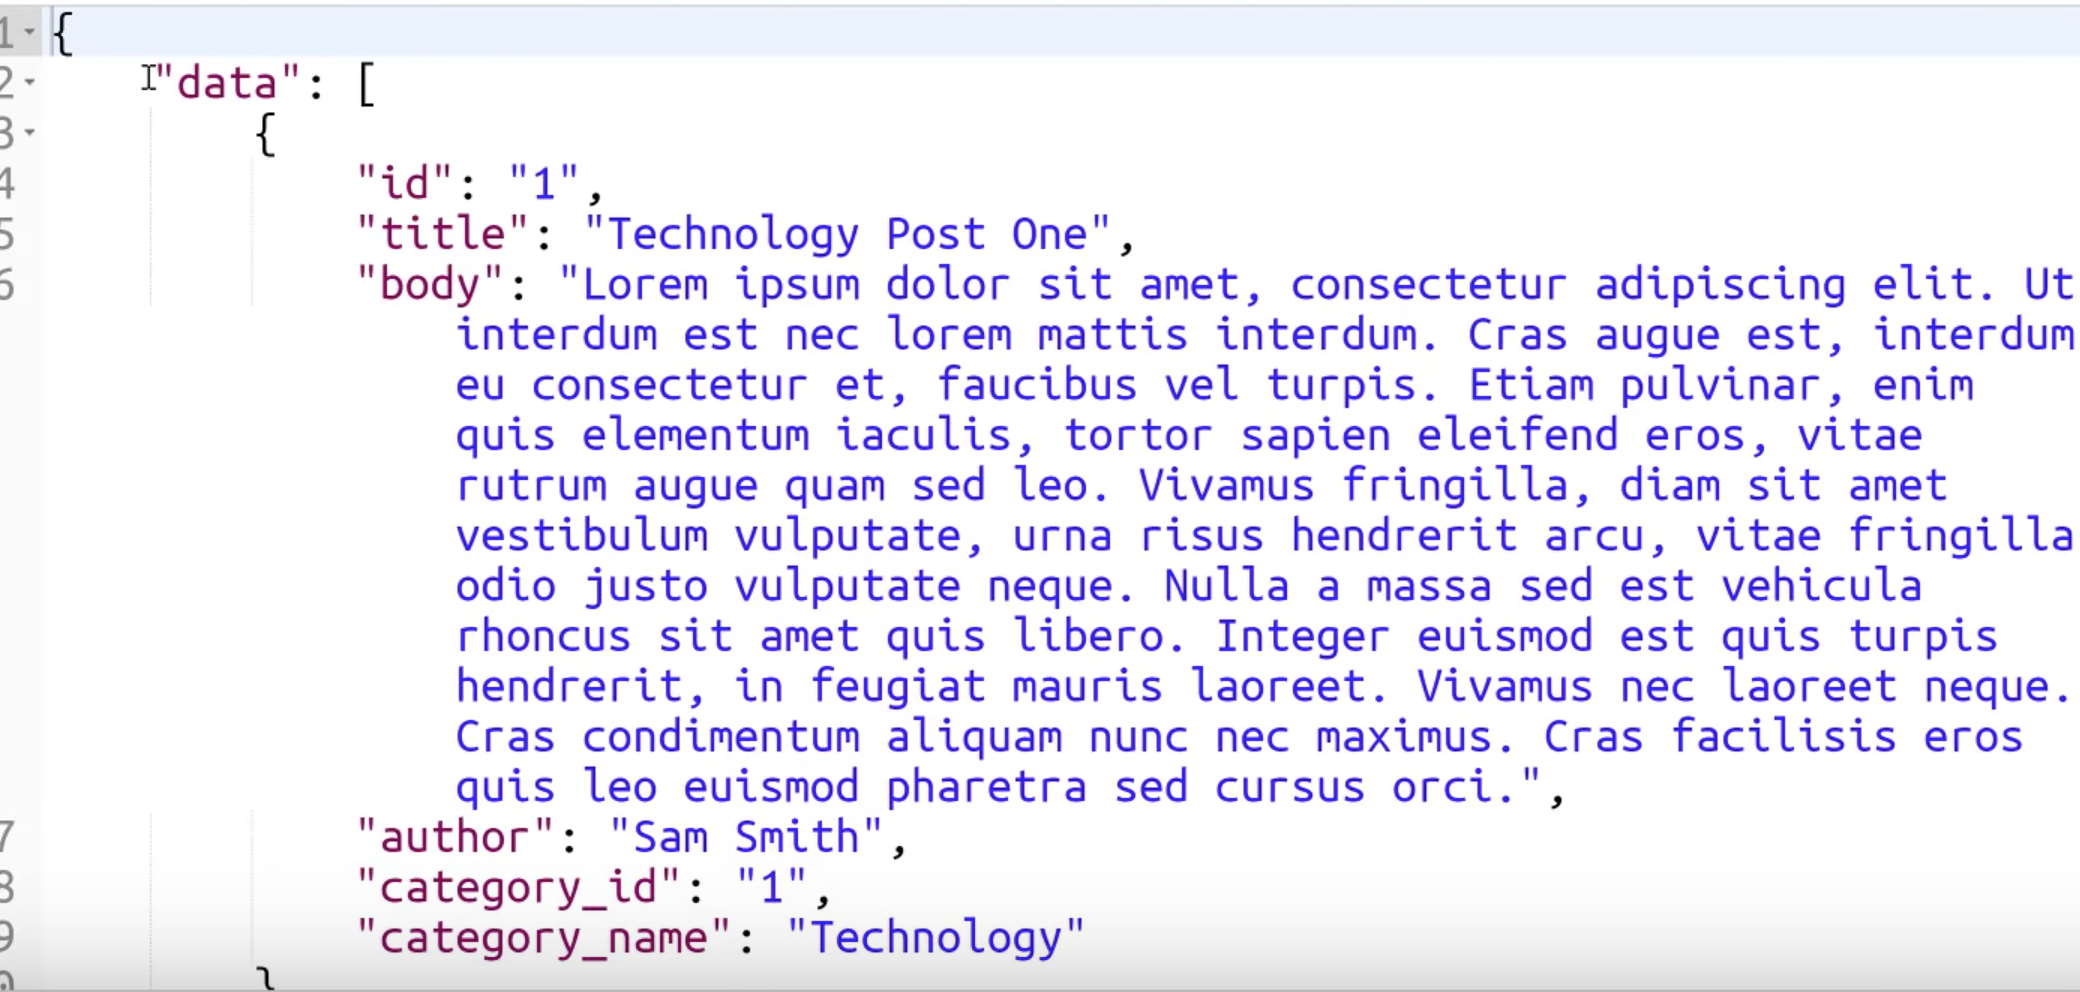 1 {
2 "data": [
3 {
4 "id": "1",
5 "title": "Technology Post One",
6 "body": "Lorem ipsum dolor sit amet, consectetur adipiscing elit. Ut
interdum est nec lorem mattis interdum. Cras augue est, interdum
eu consectetur et, faucibus vel turpis. Etiam pulvinar, enim
quis elementum iaculis, tortor sapien eleifend eros, vitae
rutrum augue quam sed leo. Vivamus fringilla, diam sit amet
vestibulum vulputate, urna risus hendrerit arcu, vitae fringilla
odio justo vulputate neque. Nulla a massa sed est vehicula
rhoncus sit amet quis libero. Integer euismod est quis turpis
hendrerit, in feugiat mauris laoreet. Vivamus nec laoreet neque.
Cras condimentum aliquam nunc nec maximus. Cras facilisis eros
quis leo euismod pharetra sed cursus orci.",
7 "author": "Sam Smith",
8 "category_id": "1",
9 "category_name": "Technology"
}